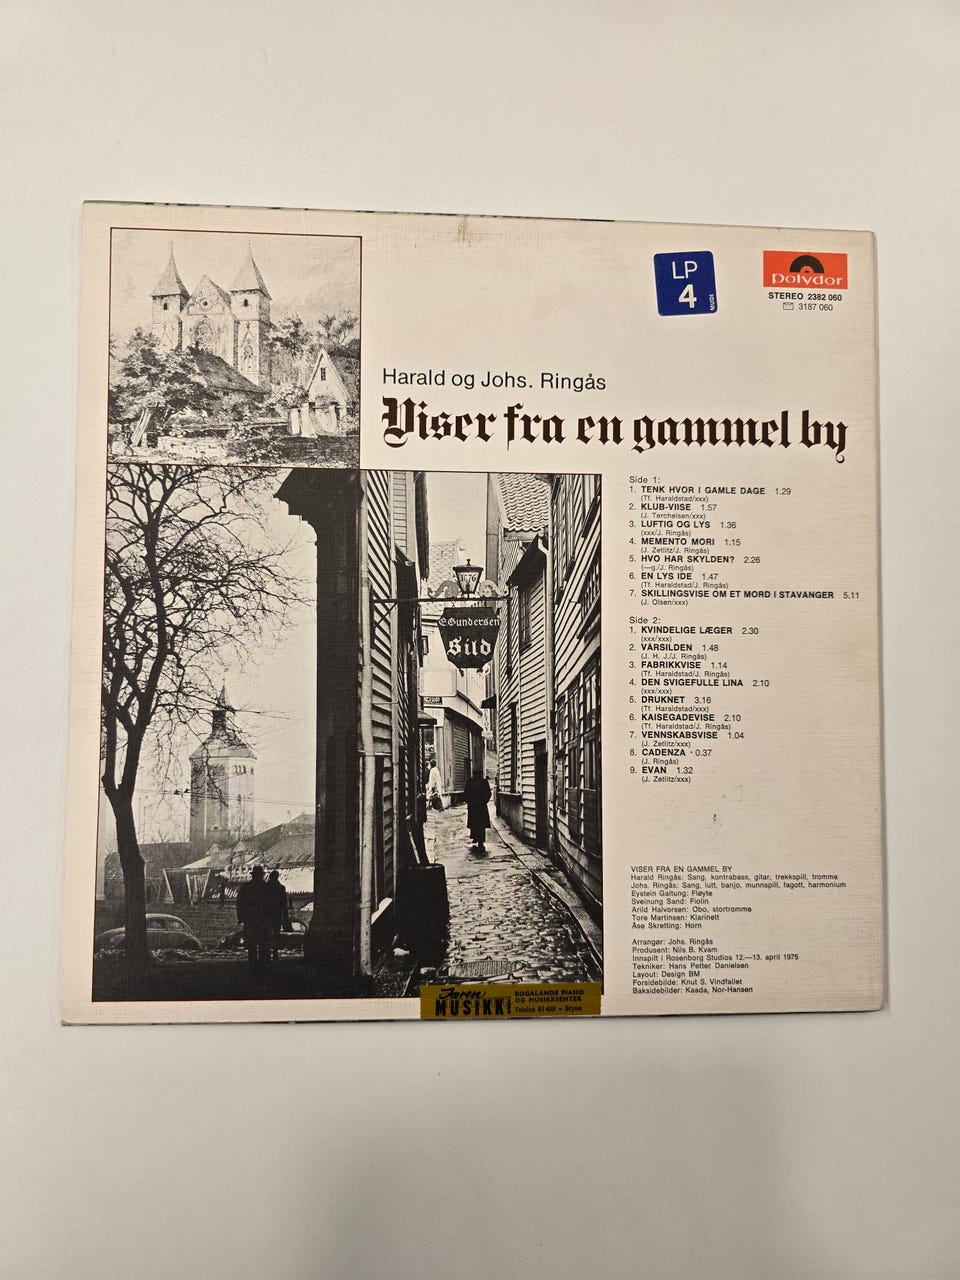 LP
4
MUDI
polydor
STEREO 2382 060
3187 060
Harald og Johs. Ringås
Viser fra en gammel by
1876
E Gundersen
Sild
Side 1:
1. TENK HVOR I GAMLE DAGE 1.29
(Tf. Haraldstad/xxx)
2. KLUB-VIISE 1.57
(J. Terchelsen/xxx)
3. LUFTIG OG LYS 1.36
(xxx/J. Ringås)
4. MEMENTO MORI 1.15
(J. Zetlitz/J. Ringås)
5. HVO HAR SKYLDEN? 2.26
(—g./J. Ringås)
6. EN LYS IDE 1.47
(Tf. Haraldstad/J. Ringås)
7. SKILLINGSVISE OM ET MORD I STAVANGER 5.11
(J. Olsen/xxx)
Side 2:
1. KVINDELIGE LÆGER 2.30
(xxx/xxx)
2. VÅRSILDEN 1.48
(J. H. J./J. Ringås)
3. FABRIKKVISE 1.14
(Tf. Haraldstad/J. Ringås)
4. DEN SVIGEFULLE LINA 2.10
(xxx/xxx)
5. DRUKNET 3.16
(Tf. Haraldstad/xxx)
6. KAISEGADEVISE 2.10
(Tf. Haraldstad/J. Ringås)
7. VENNSKABSVISE 1.04
(J. Zetlitz/xxx)
8. CADENZA · 0.37
(J. Ringås)
9. EVAN 1.32
(J. Zetlitz/xxx)
VISER FRA EN GAMMEL BY
Harald Ringås: Sang, kontrabass, gitar, trekkspill, tromme
Johs. Ringås: Sang, lutt, banjo, munnspill, fagott, harmonium
Eystein Galtung: Fløyte
Sveinung Sand: Fiolin
Arild Halvorsen: Obo, stortromme
Tore Martinsen: Klarinett
Åse Skretting: Horn
Arrangør: Johs. Ringås
Produsent: Nils B. Kvam
Innspilt i Rosenborg Studios 12.—13. april 1975
Tekniker: Hans Petter Danielsen
Layout: Design BM
Forsidebilde: Knut S. Vindfallet
Baksidebilder: Kaada, Nor-Hansen
Jæren
MUSIKK A/S
ROGALANDS PIANO
OG MUSIKKSENTER
Telefon 81 469 - Bryne